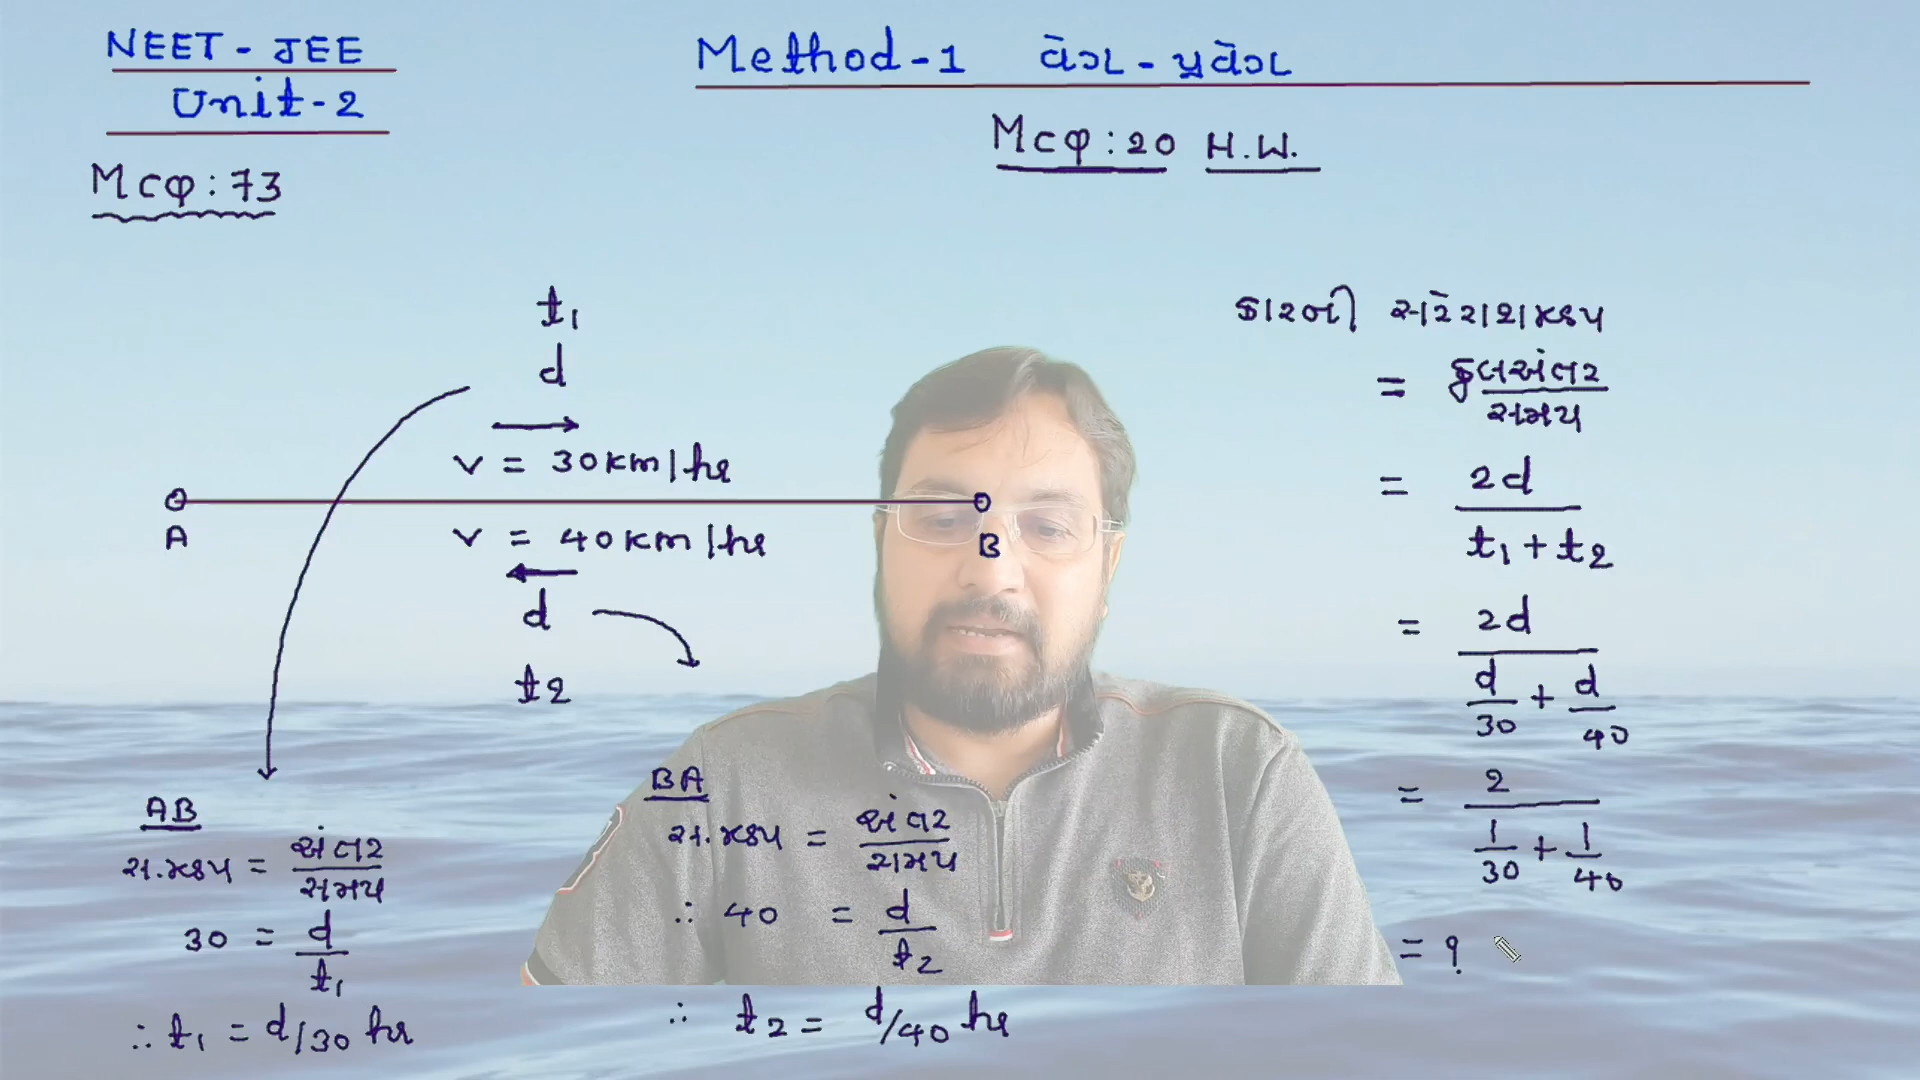 NEET - JEE
Unit - 2
Method - 1 વેગ - પ્રવેગ
MCQ : 20 H.W.
MCQ : 73
t1
d
v = 30 km/hr
A
B
v = 40 km/hr
d
t2
AB
સ.ઝડપ = અંતર / સમય
30 = d / t1
∴ t1 = d/30 hr
BA
સ.ઝડપ = અંતર / સમય
∴ 40 = d / t2
∴ t2 = d/40 hr
કારની સરેરાશ ઝડપ
= કુલ અંતર / સમય
= 2d / t1 + t2
= 2d / d/30 + d/40
= 2 / 1/30 + 1/40
= ?